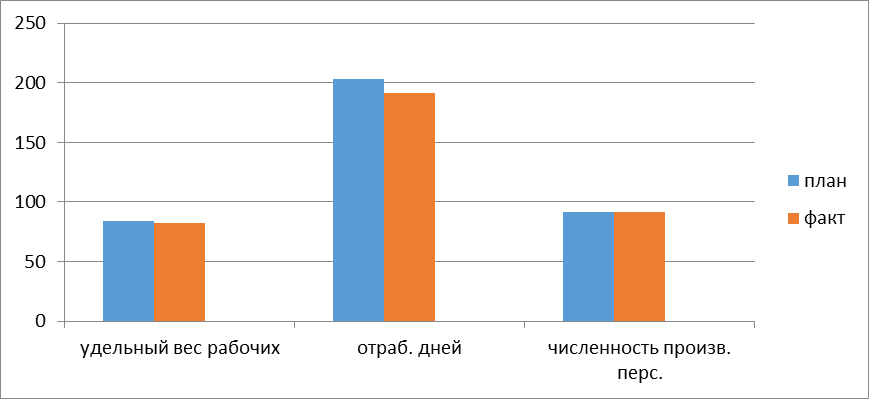 250
200
150
100
50
0
удельный вес рабочих
отраб. дней
численность произв.
перс.
план
факт